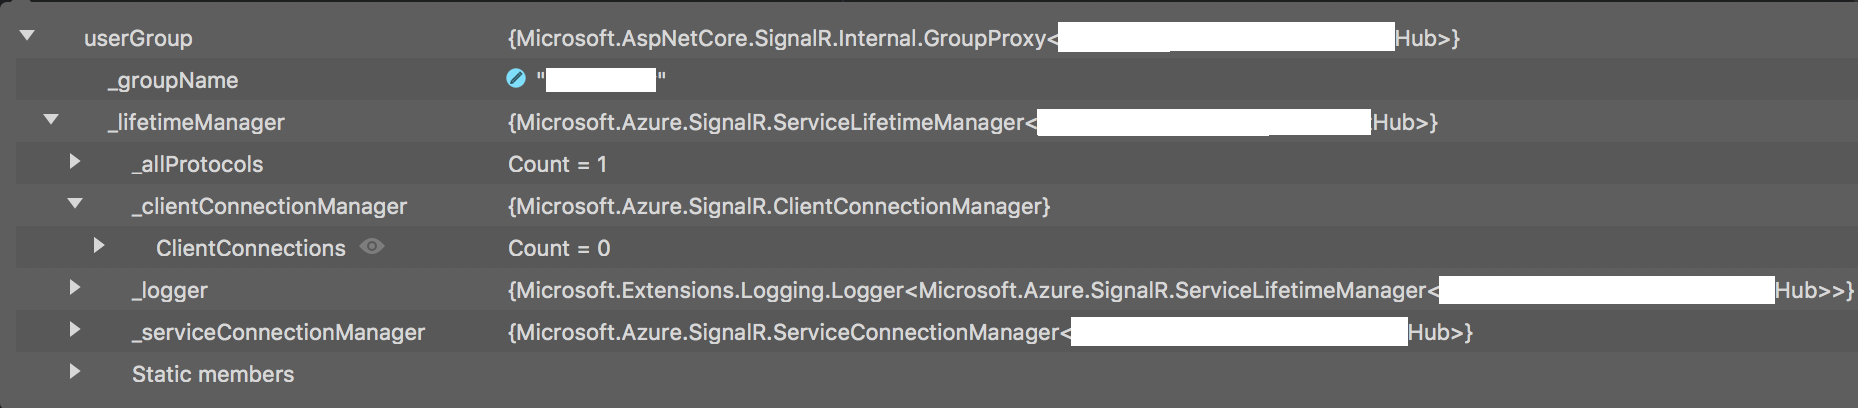 userGroup {Microsoft.AspNetCore.SignalR.Internal.GroupProxy< Hub>}
_groupName " "
_lifetimeManager {Microsoft.Azure.SignalR.ServiceLifetimeManager< Hub>}
_allProtocols Count = 1
_clientConnectionManager {Microsoft.Azure.SignalR.ClientConnectionManager}
ClientConnections Count = 0
_logger {Microsoft.Extensions.Logging.Logger<Microsoft.Azure.SignalR.ServiceLifetimeManager< Hub>>}
_serviceConnectionManager {Microsoft.Azure.SignalR.ServiceConnectionManager< Hub>}
Static members